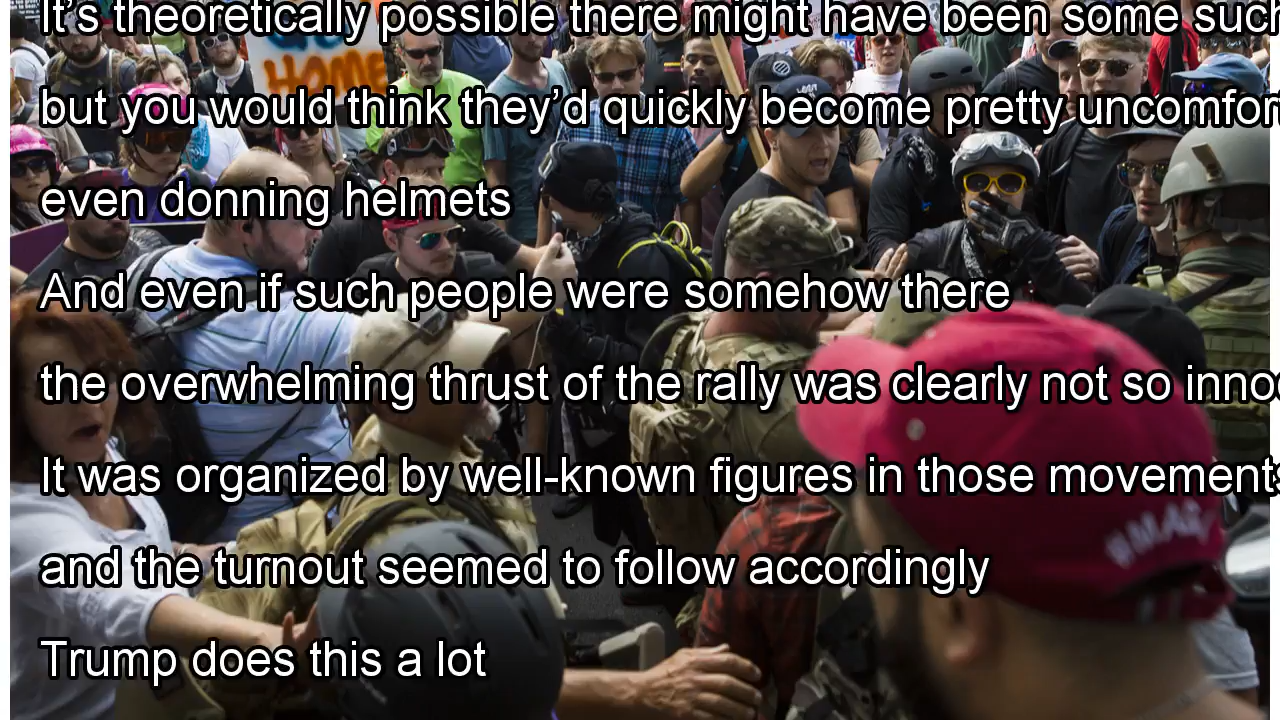 It’s theoretically possible there might have been some such
but you would think they’d quickly become pretty
even donning helmets
And even if such people were somehow there
the overwhelming thrust of the rally was clearly not so
It was organized by well-known figures in those movements
and the turnout seemed to follow accordingly
Trump does this a lot
HOME
#MAGA